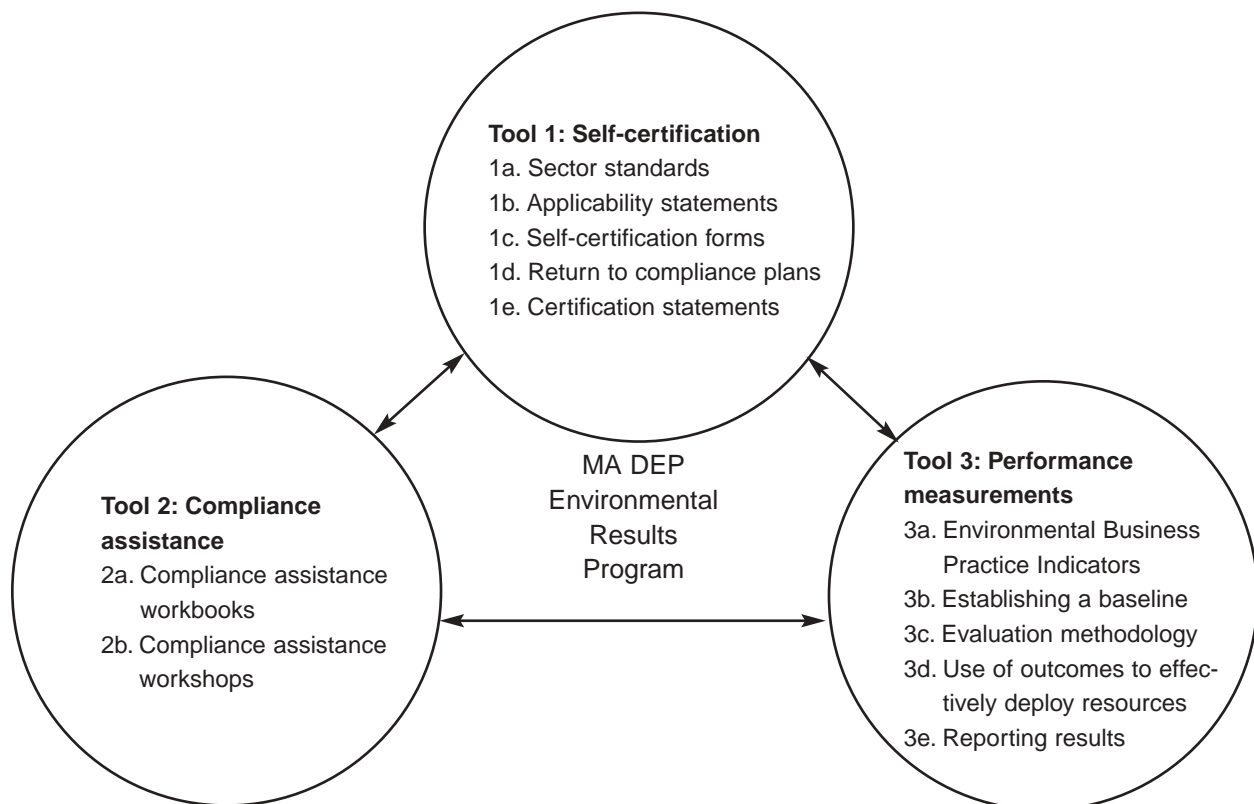 Tool 1: Self-certification
1a. Sector standards
1b. Applicability statements
1c. Self-certification forms
1d. Return to compliance plans
1e. Certification statements
MA DEP
Environmental
Results
Program
Tool 2: Compliance
assistance
2a. Compliance assistance
workbooks
2b. Compliance assistance
workshops
Tool 3: Performance
measurements
3a. Environmental Business
Practice Indicators
3b. Establishing a baseline
3c. Evaluation methodology
3d. Use of outcomes to effec-
tively deploy resources
3e. Reporting results